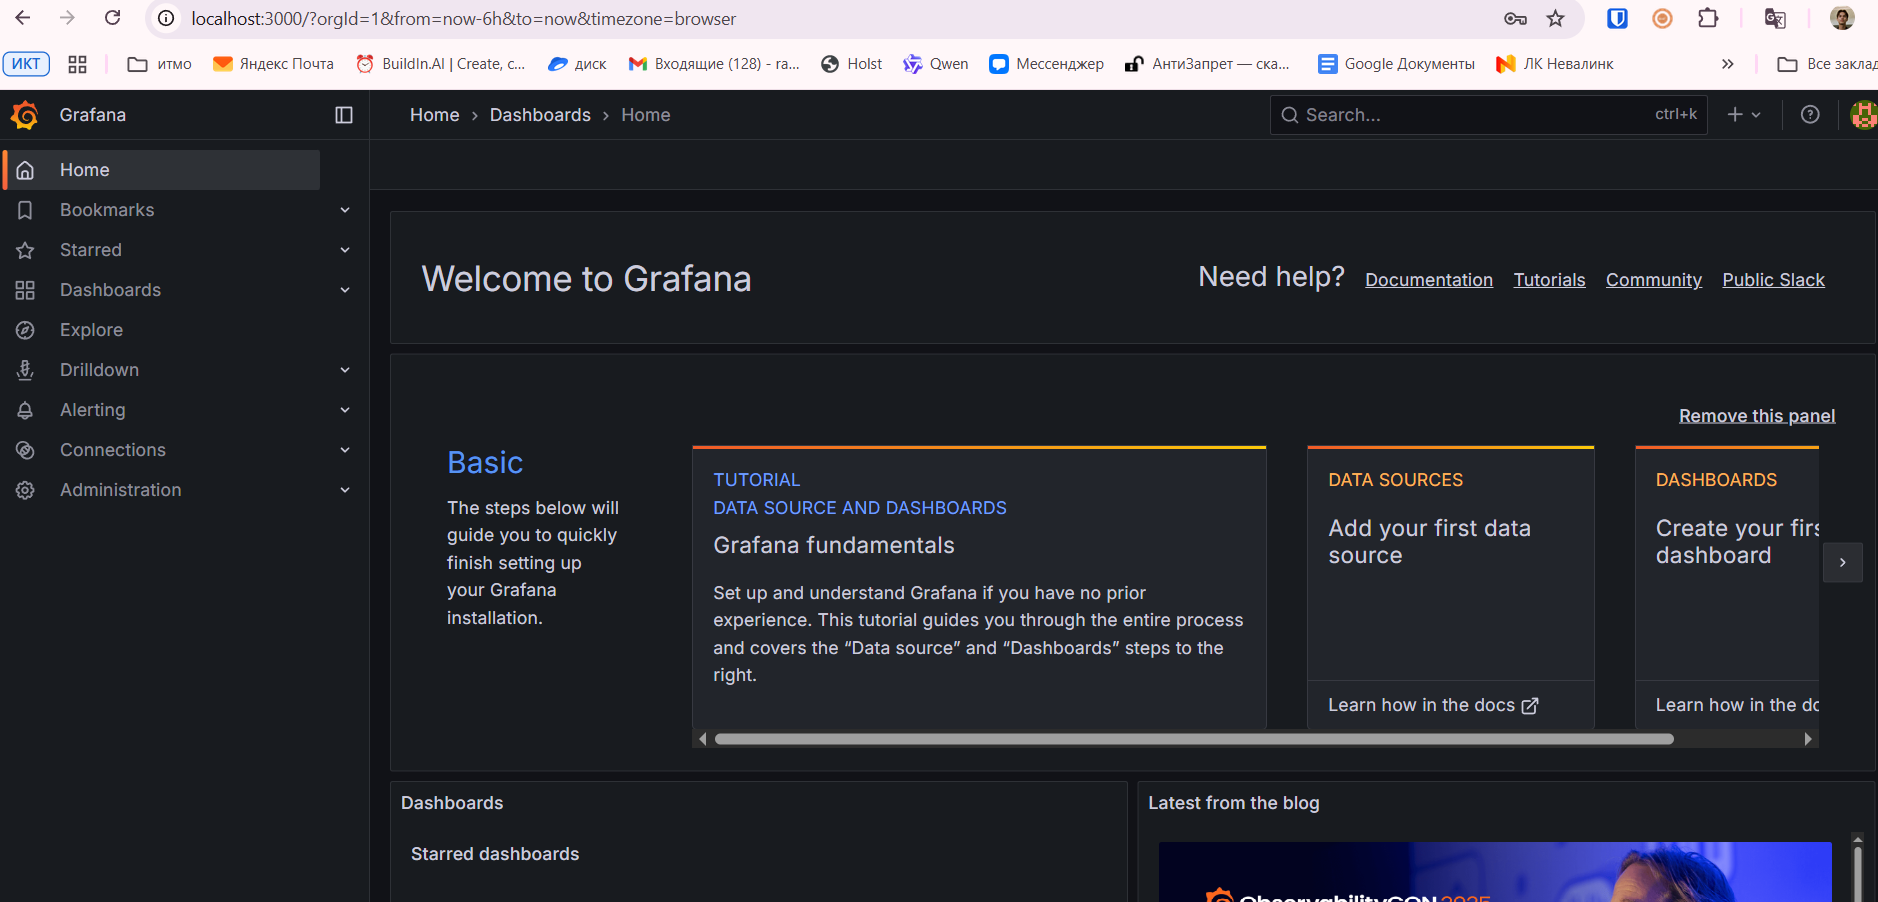 localhost:3000/?orgId=1&from=now-6h&to=now&timezone=browser
ИКТ
итмо
Яндекс Почта
BuildIn.AI | Create, c...
диск
Входящие (128) - ra...
Holst
Qwen
Мессенджер
АнтиЗапрет — ска...
Google Документы
ЛК Невалинк
»
Все заклад
Grafana
Home › Dashboards › Home
Search...
ctrl+k
Home
Bookmarks
Starred
Dashboards
Explore
Drilldown
Alerting
Connections
Administration
Welcome to Grafana
Need help?
Documentation
Tutorials
Community
Public Slack
Remove this panel
Basic
The steps below will
guide you to quickly
finish setting up
your Grafana
installation.
TUTORIAL
DATA SOURCE AND DASHBOARDS
Grafana fundamentals
Set up and understand Grafana if you have no prior
experience. This tutorial guides you through the entire process
and covers the “Data source” and “Dashboards” steps to the
right.
DATA SOURCES
Add your first data
source
Learn how in the docs
DASHBOARDS
Create your firs
dashboard
Learn how in the do
Dashboards
Starred dashboards
Latest from the blog
ObservabilityCON 2025